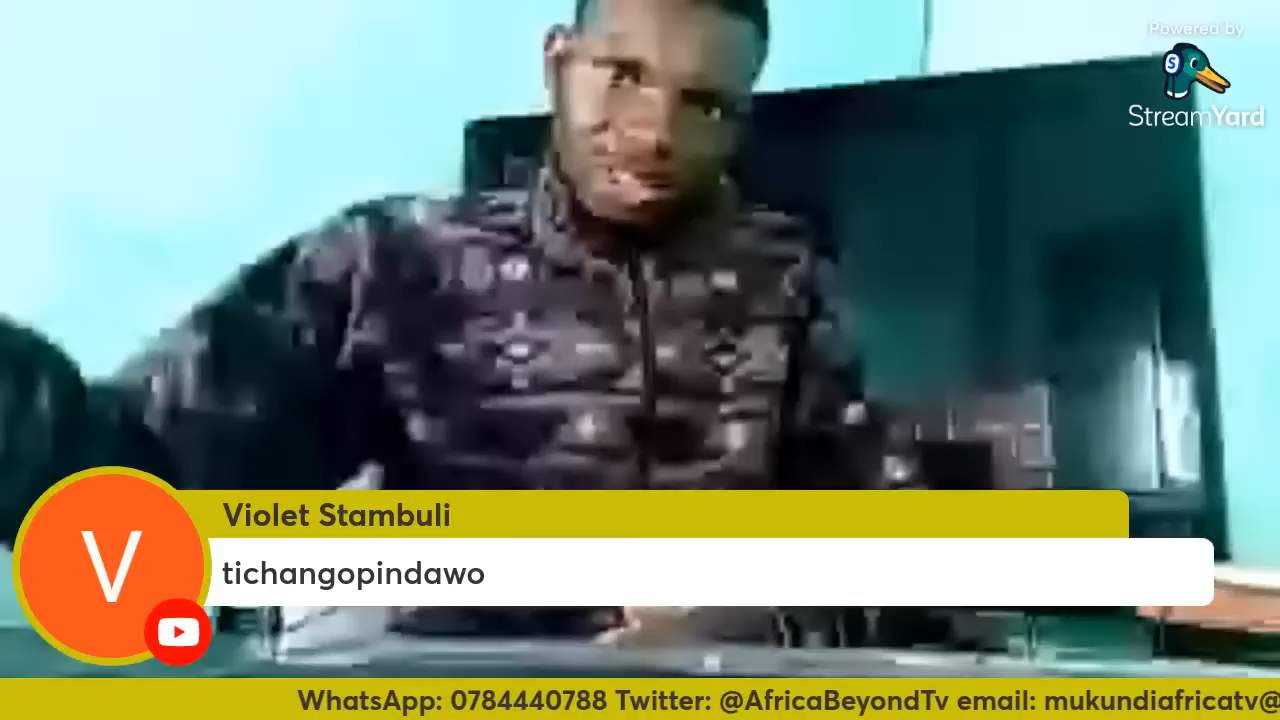 Powered by
S
StreamYard
Violet Stambuli
V
tichangopindawo
WhatsApp: 0784440788 Twitter: @AfricaBeyondTv email: mukundiafricatv@